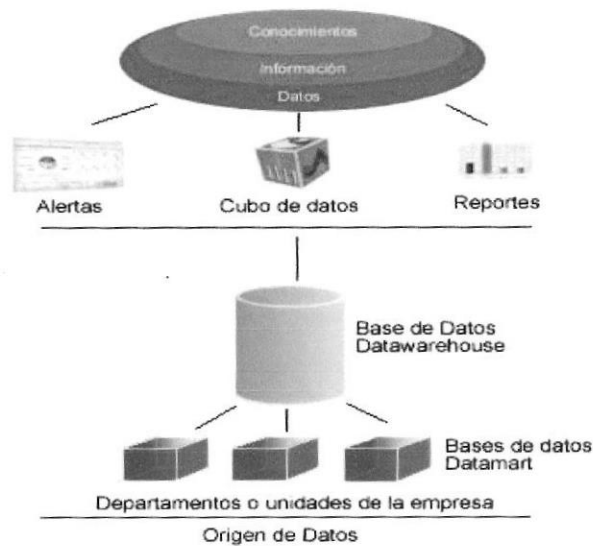 Conocimientos
Información
Datos
Alertas
Cubo de datos
Reportes
Base de Datos
Datawarehouse
Bases de datos
Datamart
Departamentos o unidades de la empresa
Origen de Datos